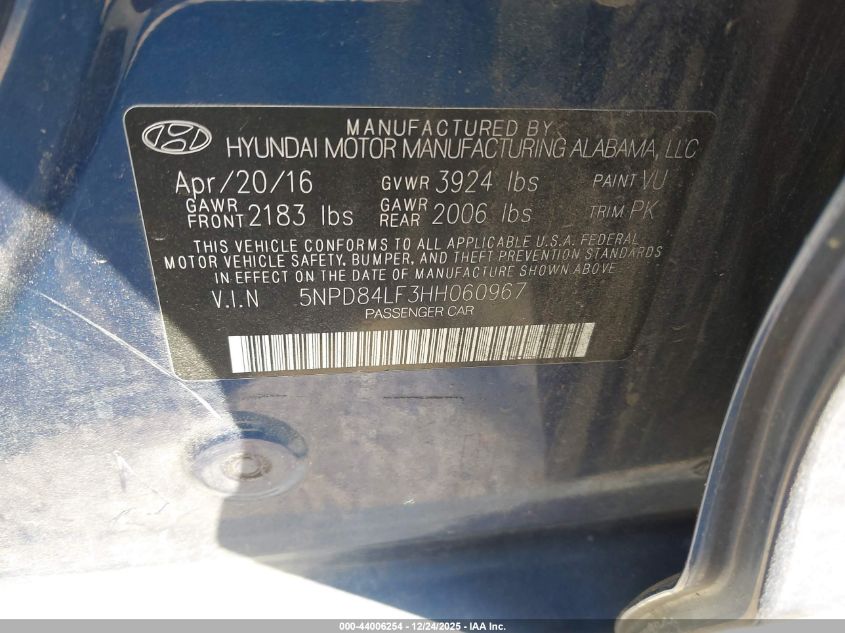 MANUFACTURED BY
HYUNDAI MOTOR MANUFACTURING ALABAMA, LLC
Apr/20/16 GVWR 3924 lbs PAINT VU
GAWR FRONT 2183 lbs GAWR REAR 2006 lbs TRIM PK
THIS VEHICLE CONFORMS TO ALL APPLICABLE U.S.A. FEDERAL
MOTOR VEHICLE SAFETY, BUMPER, AND THEFT PREVENTION STANDARDS
IN EFFECT ON THE DATE OF MANUFACTURE SHOWN ABOVE
V.I.N 5NPD84LF3HH060967
PASSENGER CAR
000-44006254 - 12/24/2025 - IAA Inc.